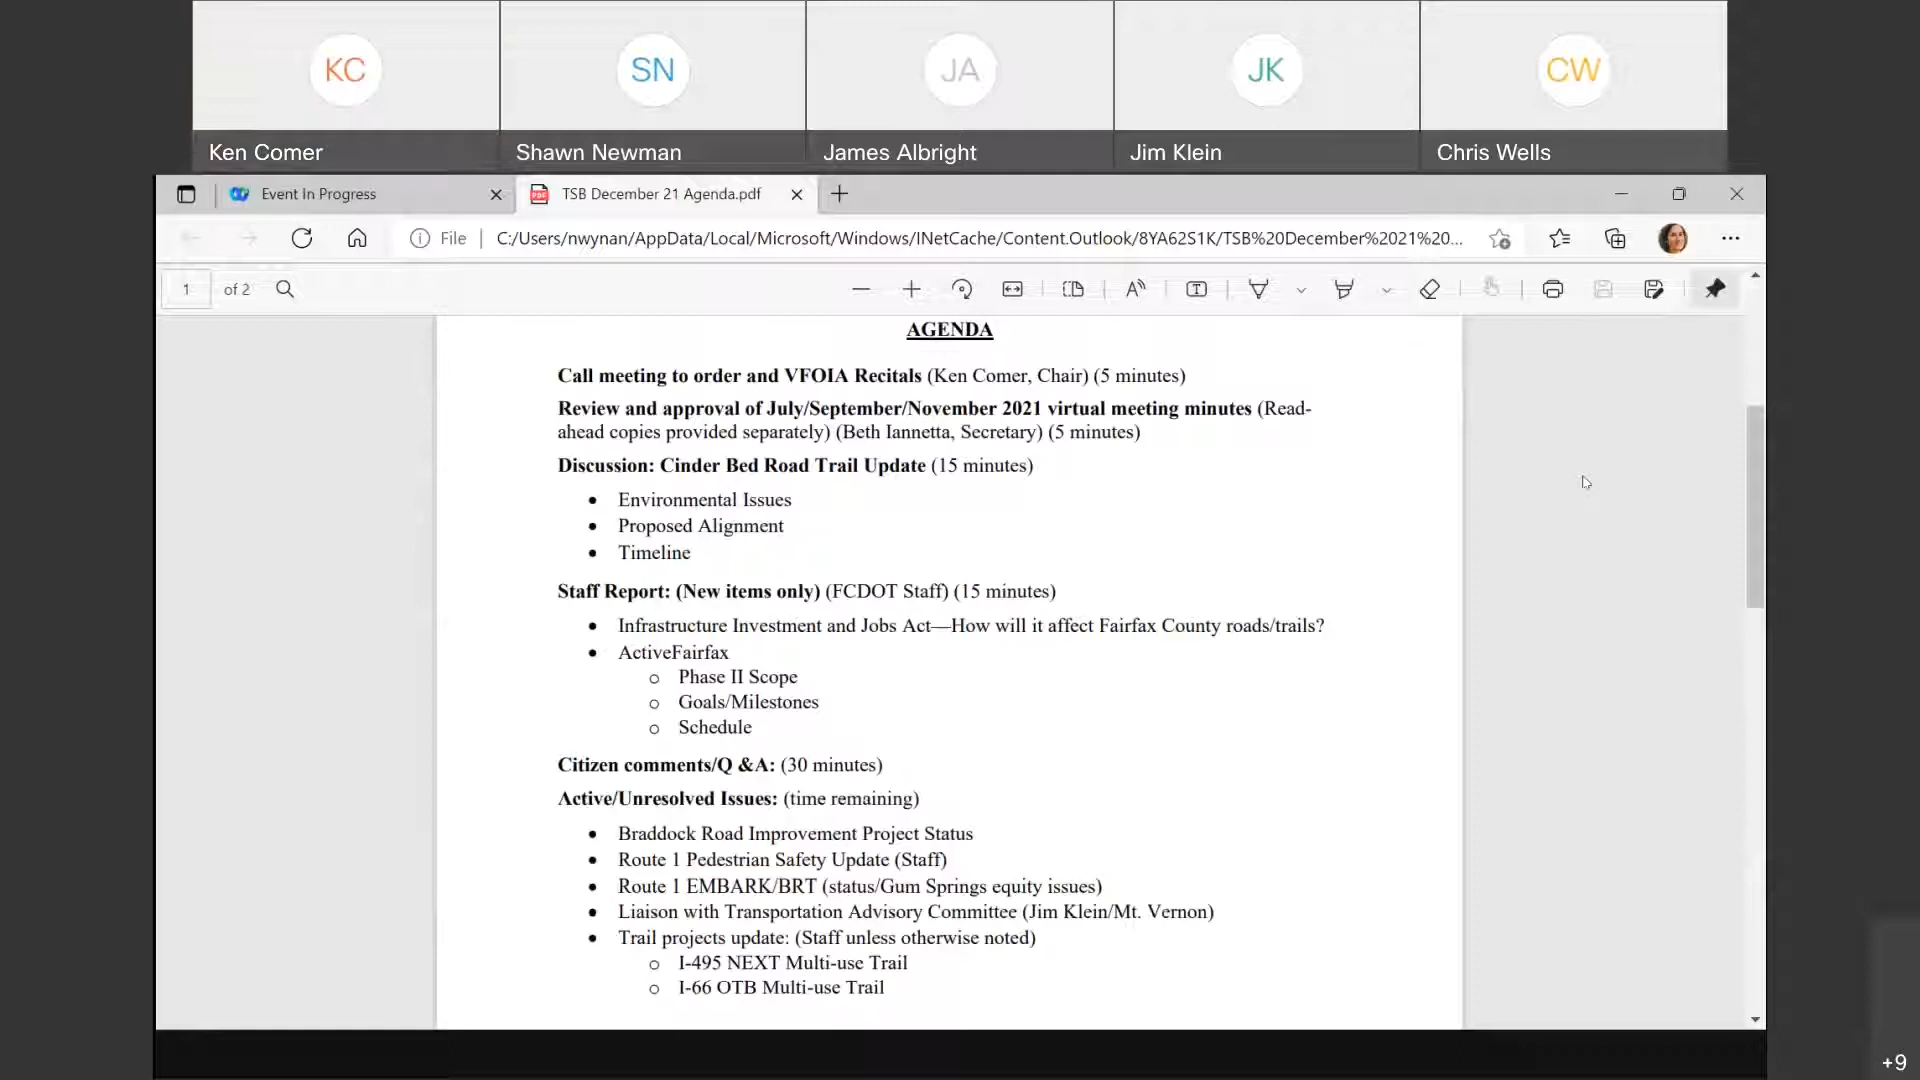 KC
SN
JA
JK
CW
Ken Comer
Shawn Newman
James Albright
Jim Klein
Chris Wells
Event In Progress
TSB December 21 Agenda.pdf
File
C:/Users/nwynan/AppData/Local/Microsoft/Windows/INetCache/Content.Outlook/8YA62S1K/TSB%20December%2021%20...
1 of 2
AGENDA
Call meeting to order and VFOIA Recitals (Ken Comer, Chair) (5 minutes)
Review and approval of July/September/November 2021 virtual meeting minutes (Read-
ahead copies provided separately) (Beth Iannetta, Secretary) (5 minutes)
Discussion: Cinder Bed Road Trail Update (15 minutes)
• Environmental Issues
• Proposed Alignment
• Timeline
Staff Report: (New items only) (FCDOT Staff) (15 minutes)
• Infrastructure Investment and Jobs Act—How will it affect Fairfax County roads/trails?
• ActiveFairfax
o Phase II Scope
o Goals/Milestones
o Schedule
Citizen comments/Q &A: (30 minutes)
Active/Unresolved Issues: (time remaining)
• Braddock Road Improvement Project Status
• Route 1 Pedestrian Safety Update (Staff)
• Route 1 EMBARK/BRT (status/Gum Springs equity issues)
• Liaison with Transportation Advisory Committee (Jim Klein/Mt. Vernon)
• Trail projects update: (Staff unless otherwise noted)
o I-495 NEXT Multi-use Trail
o I-66 OTB Multi-use Trail
+9